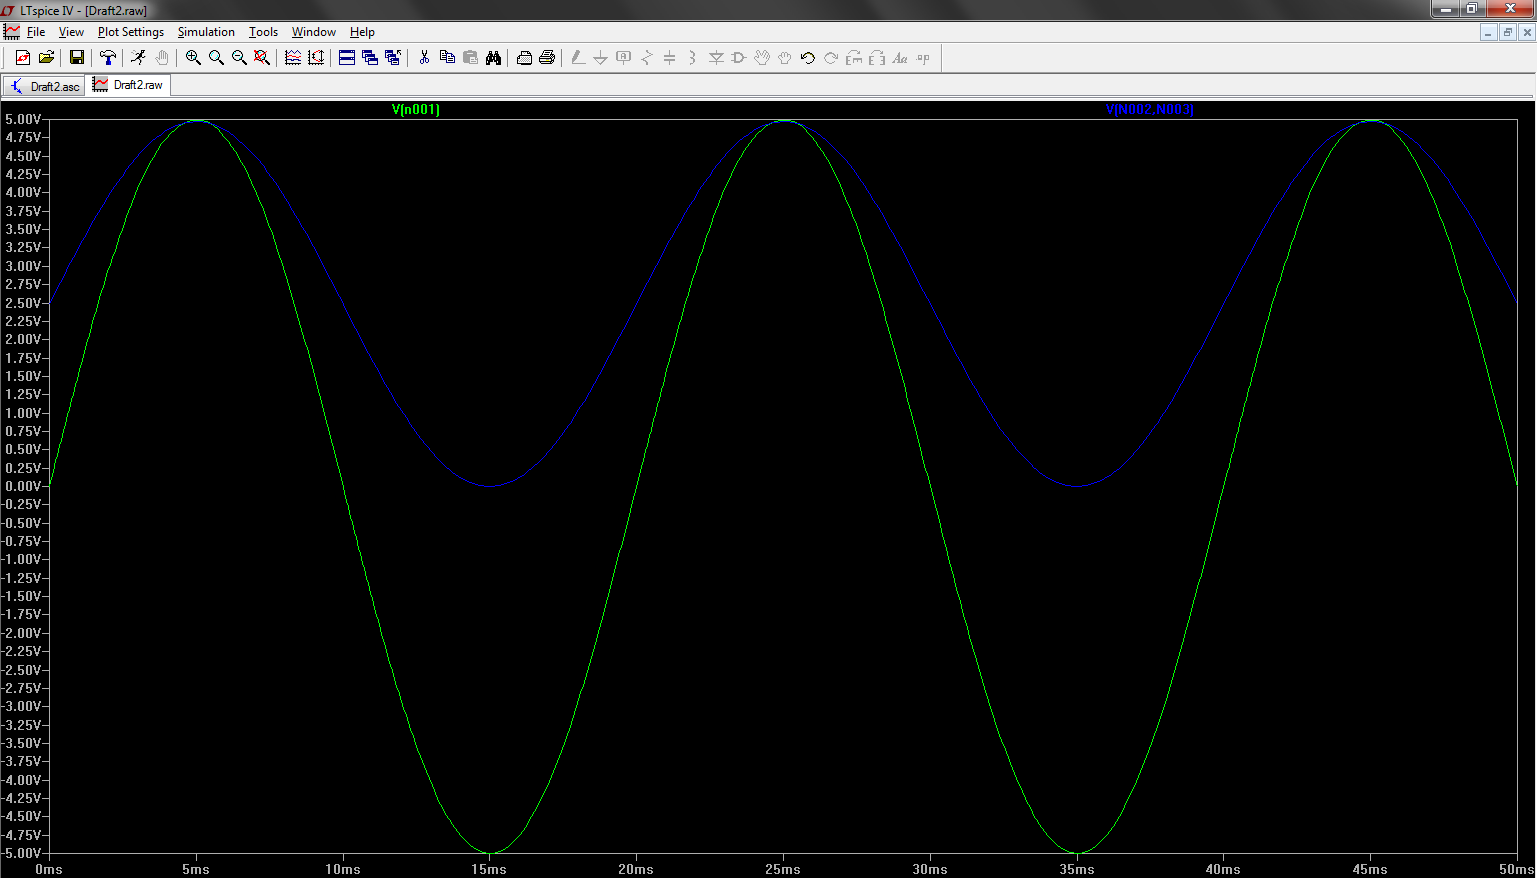 LTspice IV - [Draft2.raw]
File View Plot Settings Simulation Tools Window Help
Draft2.asc Draft2.raw
V(n001) V(N002,N003)
5.00V
4.75V
4.50V
4.25V
4.00V
3.75V
3.50V
3.25V
3.00V
2.75V
2.50V
2.25V
2.00V
1.75V
1.50V
1.25V
1.00V
0.75V
0.50V
0.25V
0.00V
-0.25V
-0.50V
-0.75V
-1.00V
-1.25V
-1.50V
-1.75V
-2.00V
-2.25V
-2.50V
-2.75V
-3.00V
-3.25V
-3.50V
-3.75V
-4.00V
-4.25V
-4.50V
-4.75V
-5.00V
0ms 5ms 10ms 15ms 20ms 25ms 30ms 35ms 40ms 45ms 50ms